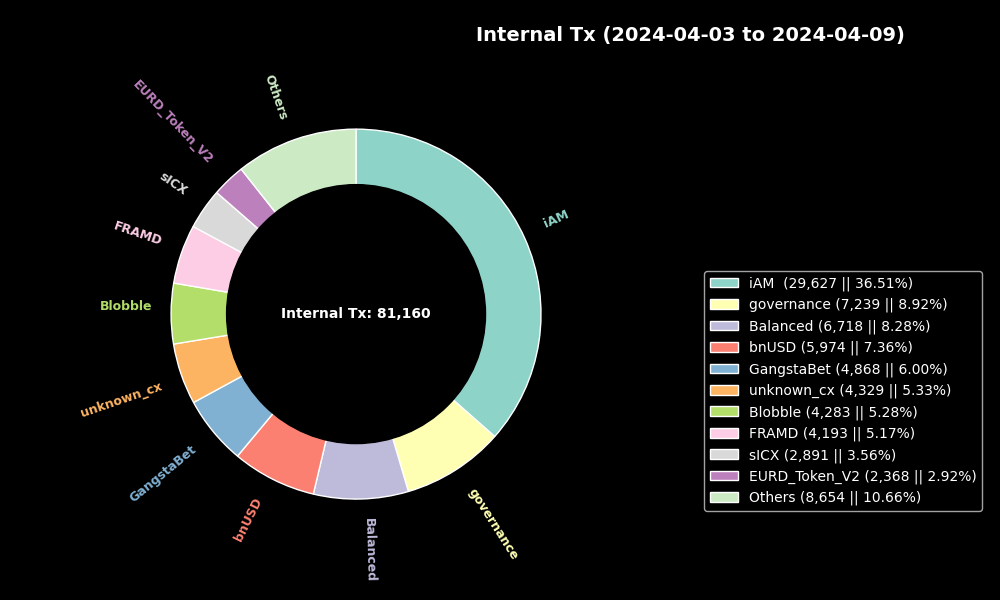 Internal Tx (2024-04-03 to 2024-04-09)
Others
EURD_Token_V2
sICX
FRAMD
Blobble
unknown_cx
GangstaBet
bnUSD
Balanced
governance
iAM
Internal Tx: 81,160
iAM  (29,627 || 36.51%)
governance (7,239 || 8.92%)
Balanced (6,718 || 8.28%)
bnUSD (5,974 || 7.36%)
GangstaBet (4,868 || 6.00%)
unknown_cx (4,329 || 5.33%)
Blobble (4,283 || 5.28%)
FRAMD (4,193 || 5.17%)
sICX (2,891 || 3.56%)
EURD_Token_V2 (2,368 || 2.92%)
Others (8,654 || 10.66%)